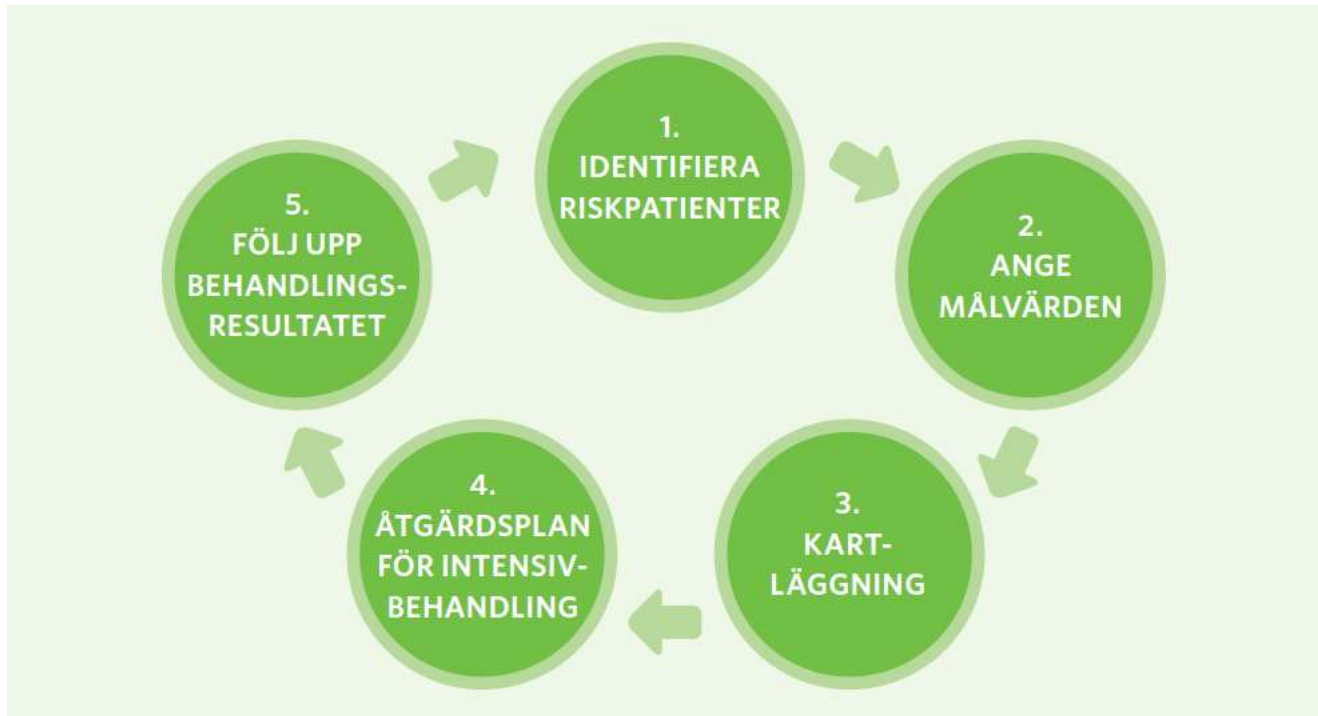 1.
IDENTIFIERA
RISKPATIENTER
2.
ANGE
MÅLVÄRDEN
3.
KART-
LÄGGNING
4.
ÅTGÄRDSPLAN
FÖR INTENSIV-
BEHANDLING
5.
FÖLJ UPP
BEHANDLINGS-
RESULTATET